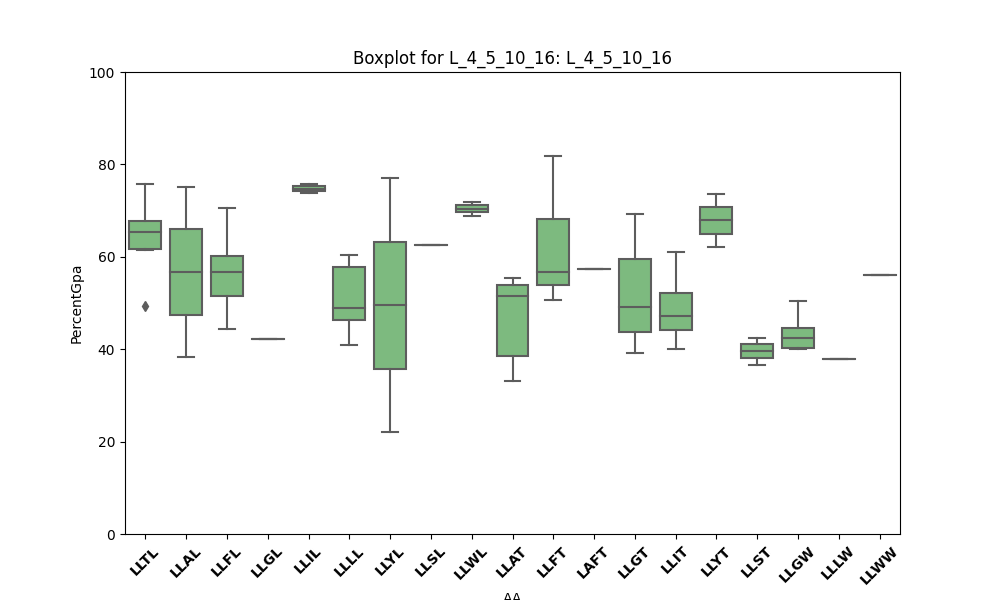 Boxplot for L_4_5_10_16: L_4_5_10_16
PercentGpa
100
80
60
40
20
0
LLTL LLAL LLFL LLGL LLIL LLLL LLYL LLSL LLWL LLAT LLFT LAFT LLGT LLIT LLYT LLST LLGW LLLW LLWW
AA